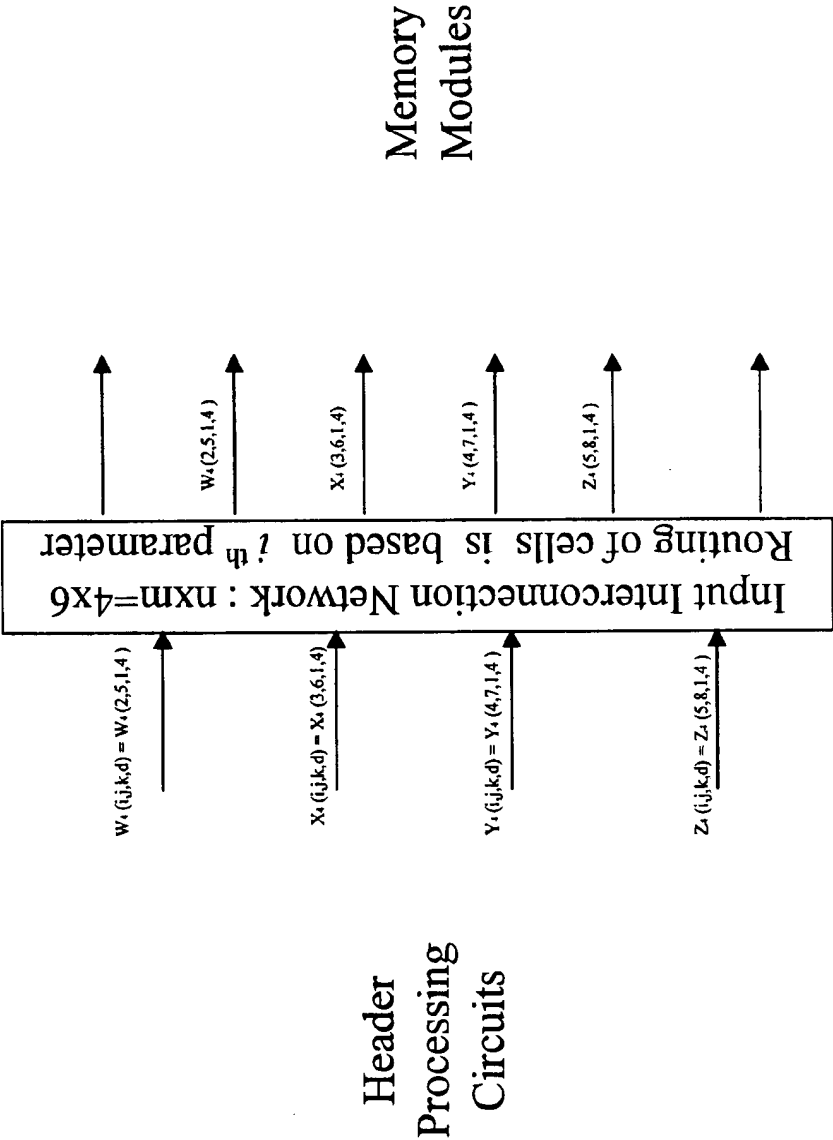 Header
Processing
Circuits
W₄ (i,j,k,d) = W₄ (2,5,1,4 )
X₄ (i,j,k,d) = X₄ (3,6,1,4)
Y₄ (i,j,k,d) = Y₄ (4,7,1,4 )
Z₄ (i,j,k,d) = Z₄ (5,8,1,4 )
Input Interconnection Network : nxm=4x6
Routing of cells is based on i ᵗʰ parameter
W₄ (2,5,1,4 )
X₄ (3,6,1,4)
Y₄ (4,7,1,4 )
Z₄ (5,8,1,4 )
Memory
Modules